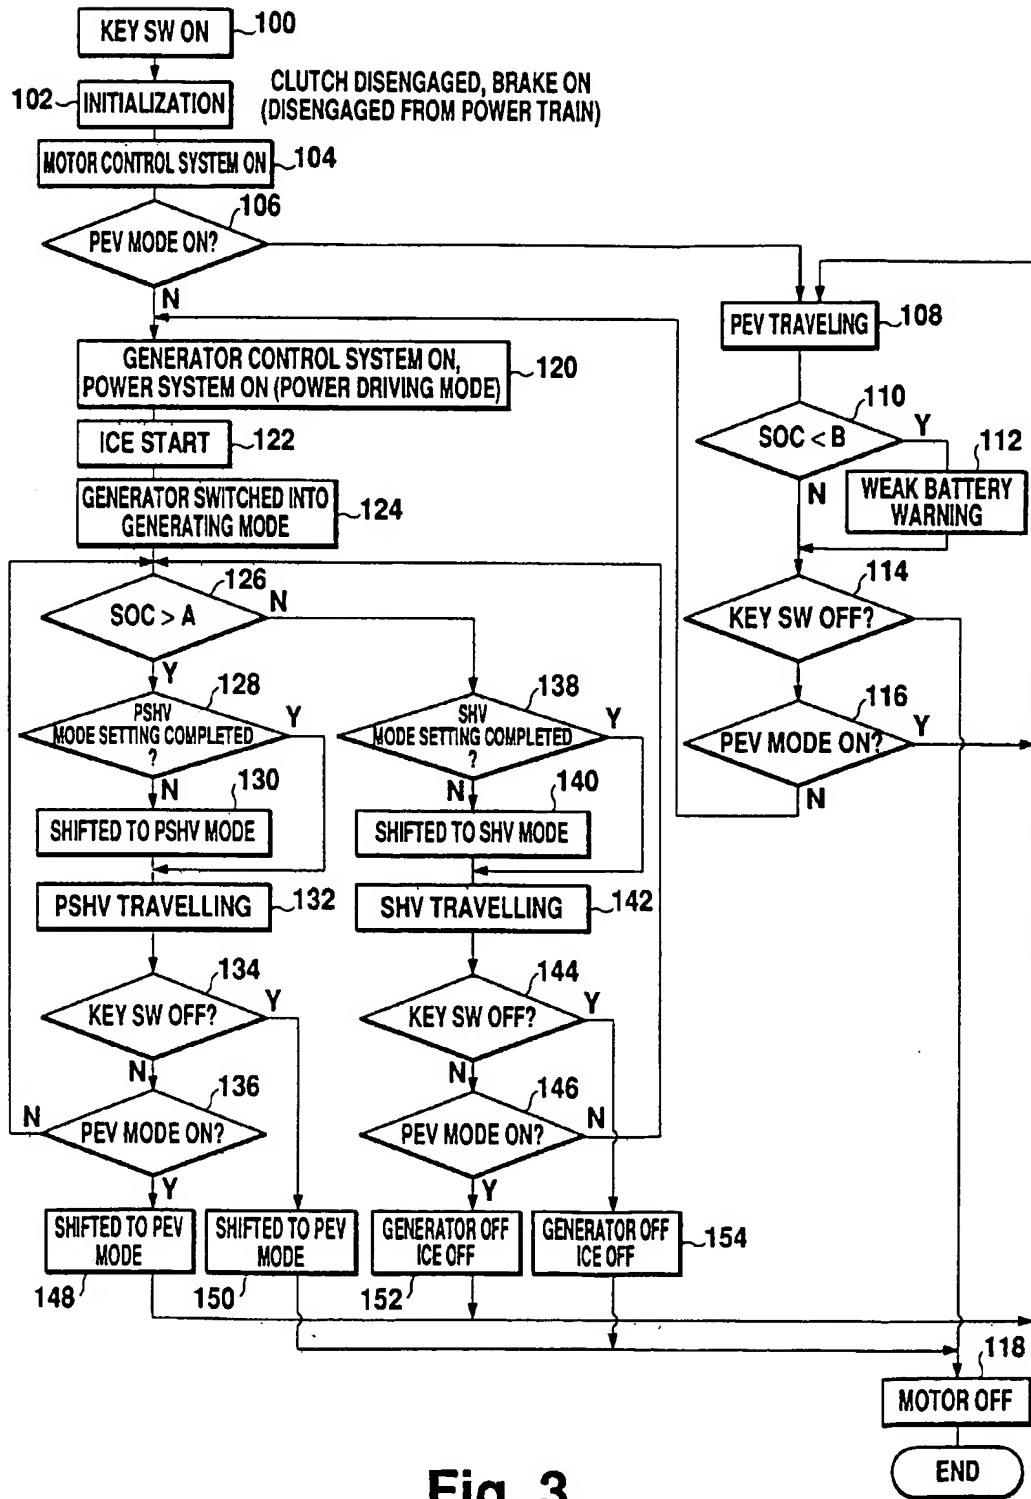 KEY SW ON
100
102
INITIALIZATION
CLUTCH DISENGAGED, BRAKE ON
(DISENGAGED FROM POWER TRAIN)
MOTOR CONTROL SYSTEM ON
104
106
PEV MODE ON?
N
PEV TRAVELING
108
GENERATOR CONTROL SYSTEM ON,
POWER SYSTEM ON (POWER DRIVING MODE)
120
ICE START
122
GENERATOR SWITCHED INTO
GENERATING MODE
124
110
SOC < B
Y
N
112
WEAK BATTERY
WARNING
126
SOC > A
N
Y
114
KEY SW OFF?
128
PSHV
MODE SETTING COMPLETED
?
Y
N
138
SHV
MODE SETTING COMPLETED
?
Y
N
116
PEV MODE ON?
Y
N
130
SHIFTED TO PSHV MODE
140
SHIFTED TO SHV MODE
PSHV TRAVELLING
132
SHV TRAVELLING
142
134
KEY SW OFF?
Y
N
144
KEY SW OFF?
Y
N
136
N
PEV MODE ON?
Y
146
PEV MODE ON?
N
Y
SHIFTED TO PEV
MODE
148
SHIFTED TO PEV
MODE
150
GENERATOR OFF
ICE OFF
152
GENERATOR OFF
ICE OFF
154
118
MOTOR OFF
END
Fig. 3